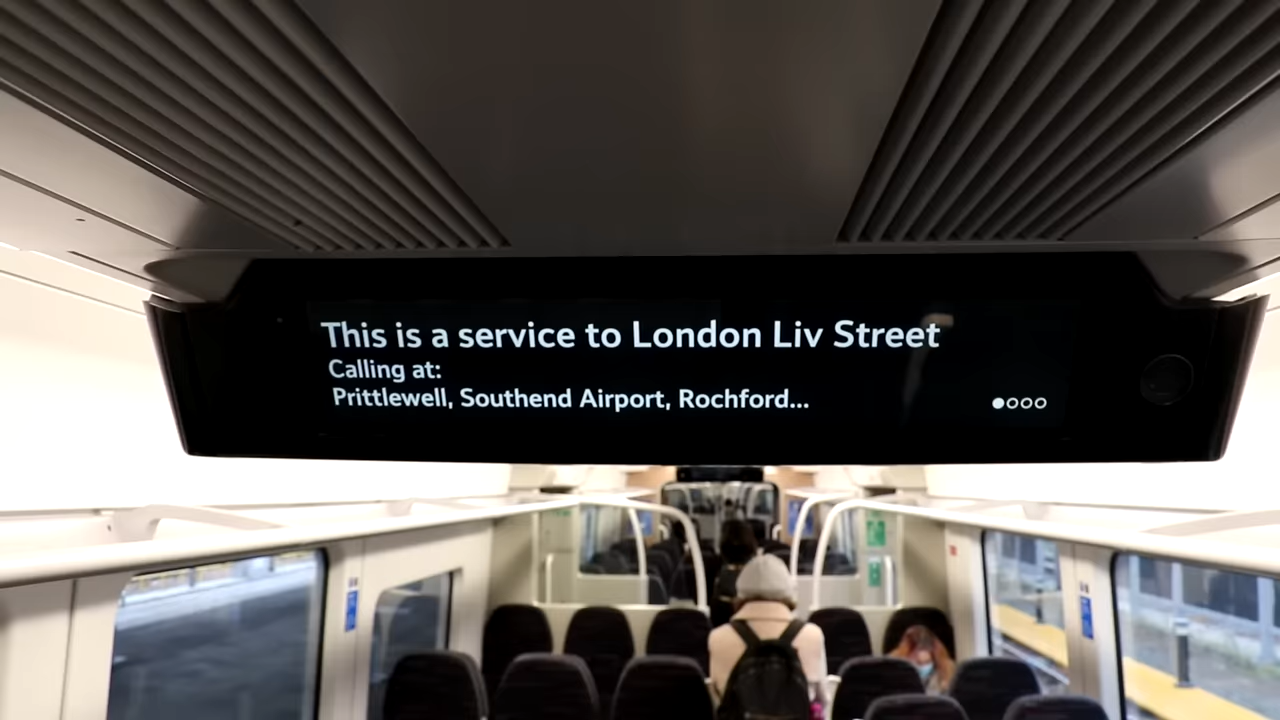 This is a service to London Liv Street
Calling at:
Prittlewell, Southend Airport, Rochford...